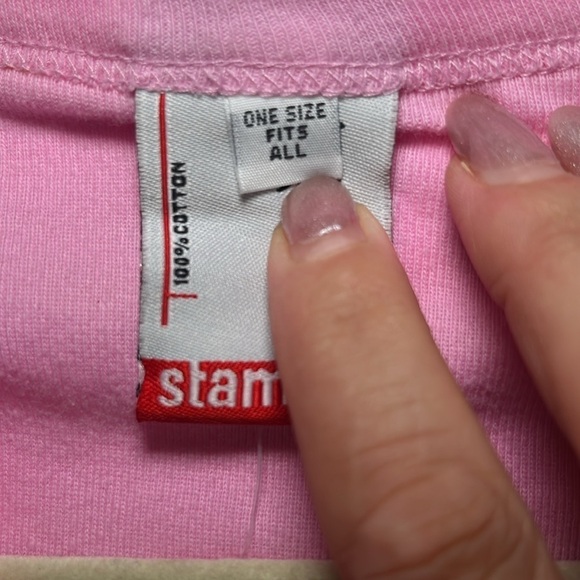 ONE SIZE
FITS
ALL
100% COTTON
stam